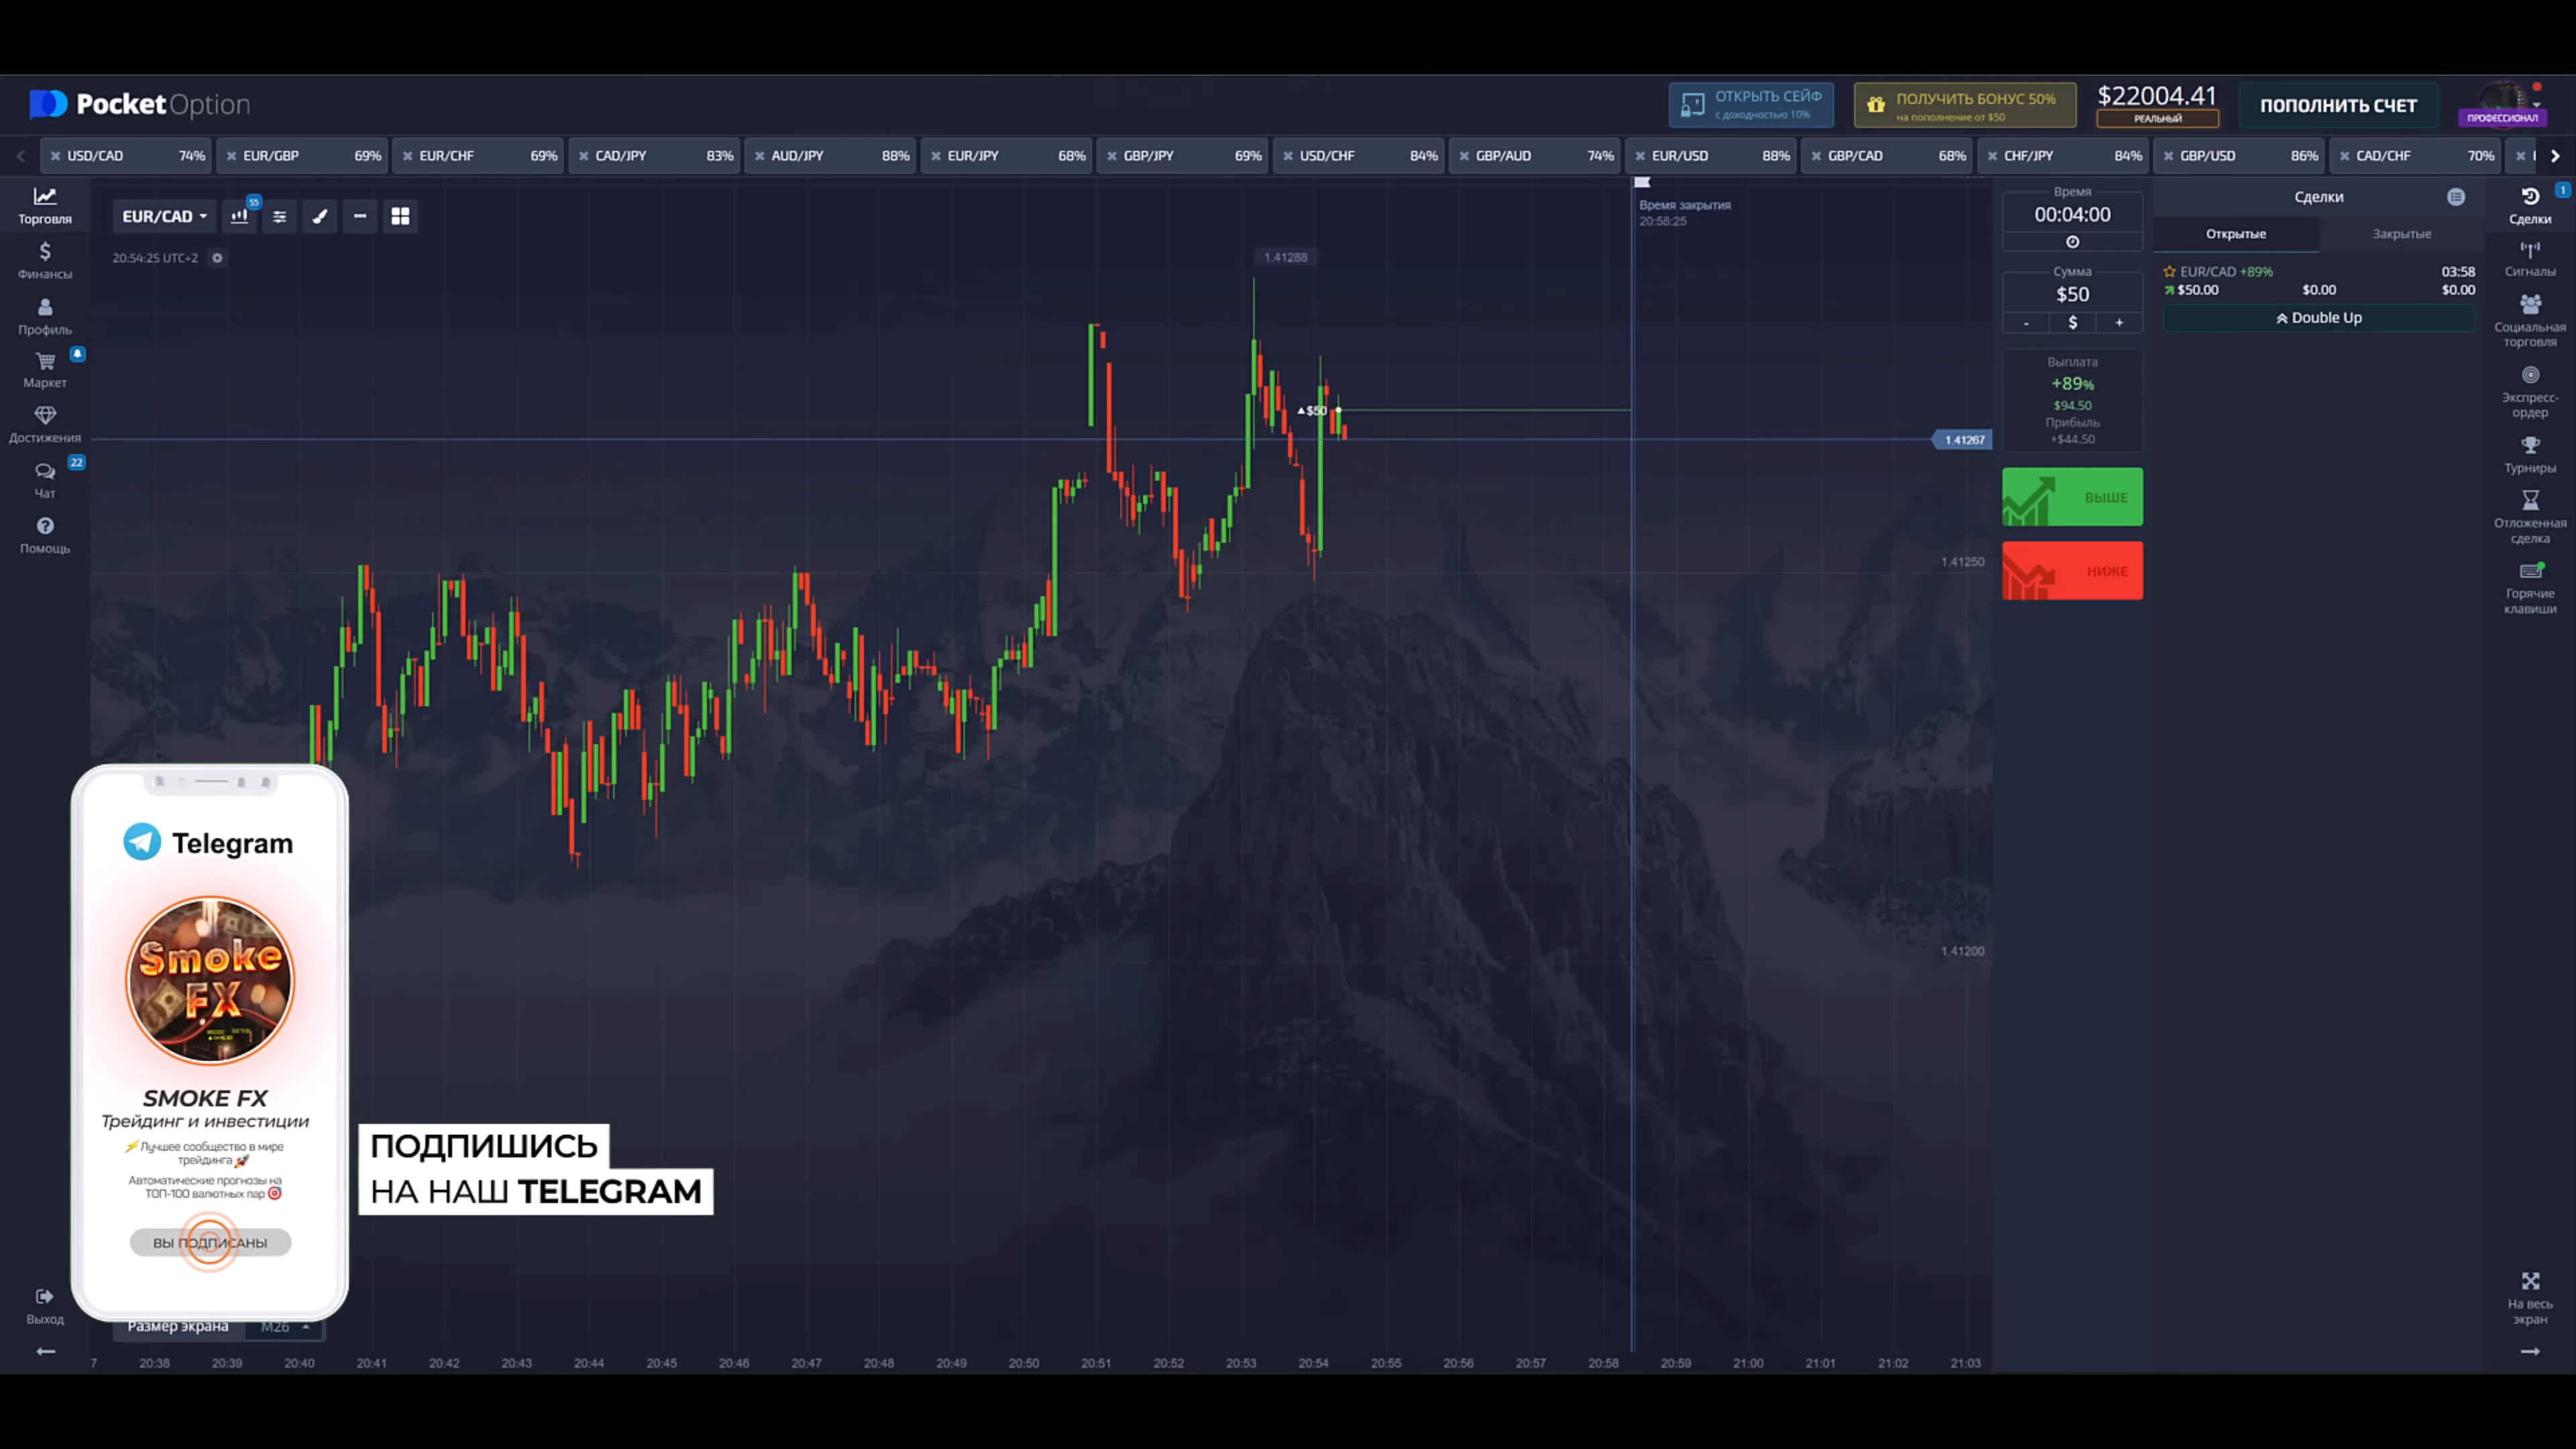 PocketOption
ОТКРЫТЬ СЕЙФ
с доходностью 10%
ПОЛУЧИТЬ БОНУС 50%
на пополнение от $50
$22004.41
РЕАЛЬНЫЙ
ПОПОЛНИТЬ СЧЕТ
ПРОФЕССИОНАЛ
USD/CAD 74% EUR/GBP 69% EUR/CHF 69% CAD/JPY 83% AUD/JPY 88% EUR/JPY 68% GBP/JPY 69% USD/CHF 84% GBP/AUD 74% EUR/USD 88% GBP/CAD 68% CHF/JPY 84% GBP/USD 86% CAD/CHF 70%
Торговля
Финансы
Профиль
Маркет
Достижения
22
Чат
Помощь
Выход
EUR/CAD
55
20:54:25 UTC+2
1.41288
Время закрытия
20:58:25
▲$50
1.41267
1.41250
1.41200
Время
00:04:00
Сумма
$50
- $ +
Выплата
+89%
$94.50
Прибыль
+$44.50
ВЫШЕ
НИЖЕ
Сделки
Открытые Закрытые
EUR/CAD +89% 03:58
$50.00 $0.00 $0.00
Double Up
1
Сделки
Сигналы
Социальная
торговля
Экспресс-
ордер
Турниры
Отложенная
сделка
Горячие
клавиши
На весь
экран
Telegram
Smoke
FX
SMOKE FX
Трейдинг и инвестиции
⚡Лучшее сообщество в мире
трейдинга🚀
Автоматические прогнозы на
ТОП-100 валютных пар🎯
ВЫ ПОДПИСАНЫ
ПОДПИШИСЬ
НА НАШ TELEGRAM
Размер экрана M26
7 20:38 20:39 20:40 20:41 20:42 20:43 20:44 20:45 20:46 20:47 20:48 20:49 20:50 20:51 20:52 20:53 20:54 20:55 20:56 20:57 20:58 20:59 21:00 21:01 21:02 21:03